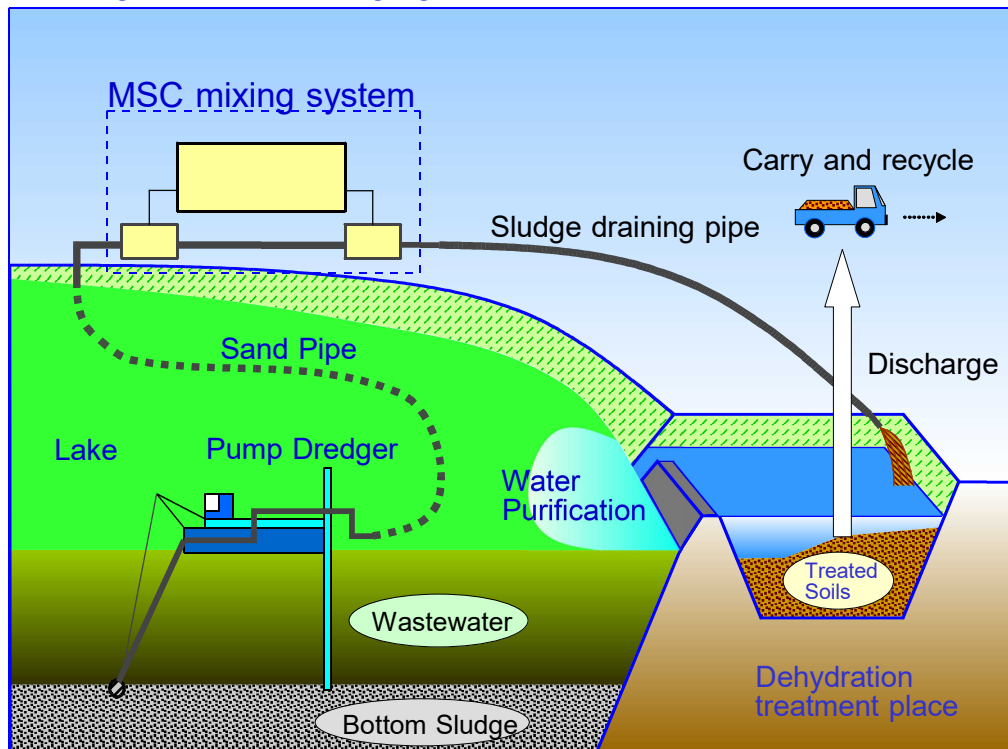 MSC mixing system
Carry and recycle
Sludge draining pipe
Sand Pipe
Discharge
Lake
Pump Dredger
Water
Purification
Treated
Soils
Wastewater
Dehydration
treatment place
Bottom Sludge